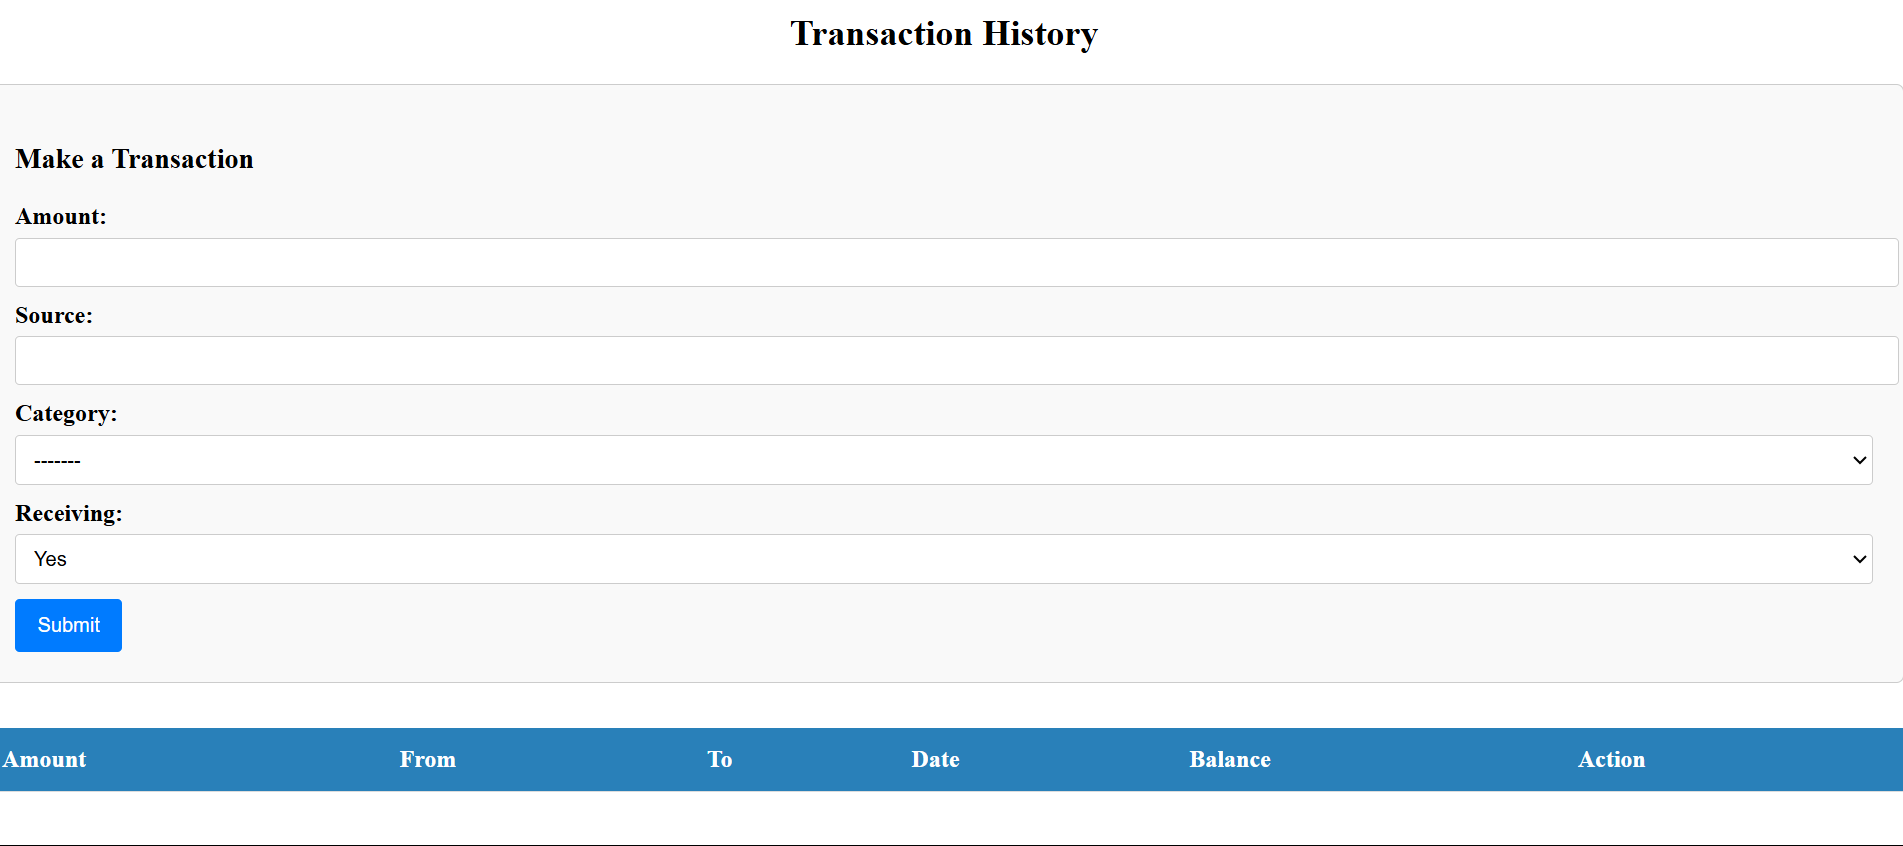 Transaction History
Make a Transaction
Amount:
Source:
Category:
-------
Receiving:
Yes
Submit
Amount From To Date Balance Action